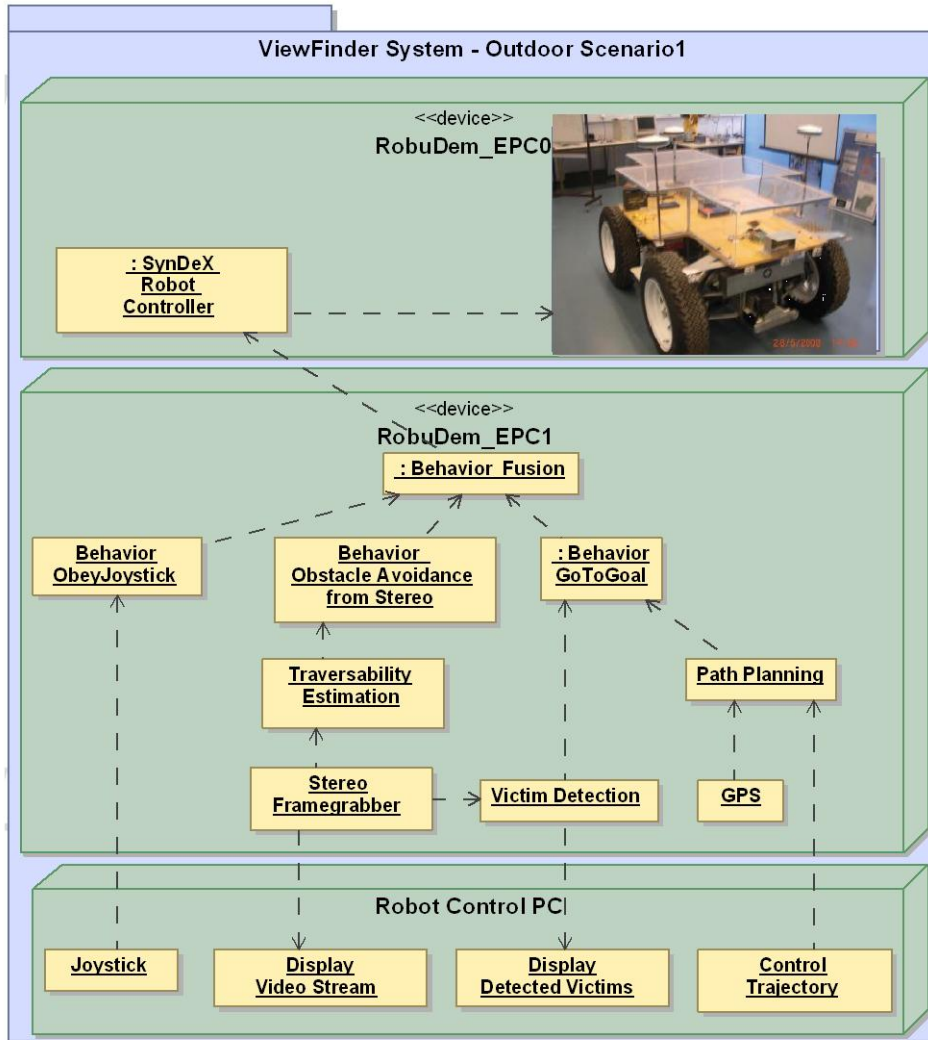 ViewFinder System - Outdoor Scenario1
<<device>>
RobuDem_EPC0
: SynDeX
Robot
Controller
<<device>>
RobuDem_EPC1
: Behavior Fusion
Behavior
ObeyJoystick
Behavior
Obstacle Avoidance
from Stereo
: Behavior
GoToGoal
Traversability
Estimation
Path Planning
Stereo
Framegrabber
Victim Detection
GPS
Robot Control PC
Joystick
Display
Video Stream
Display
Detected Victims
Control
Trajectory